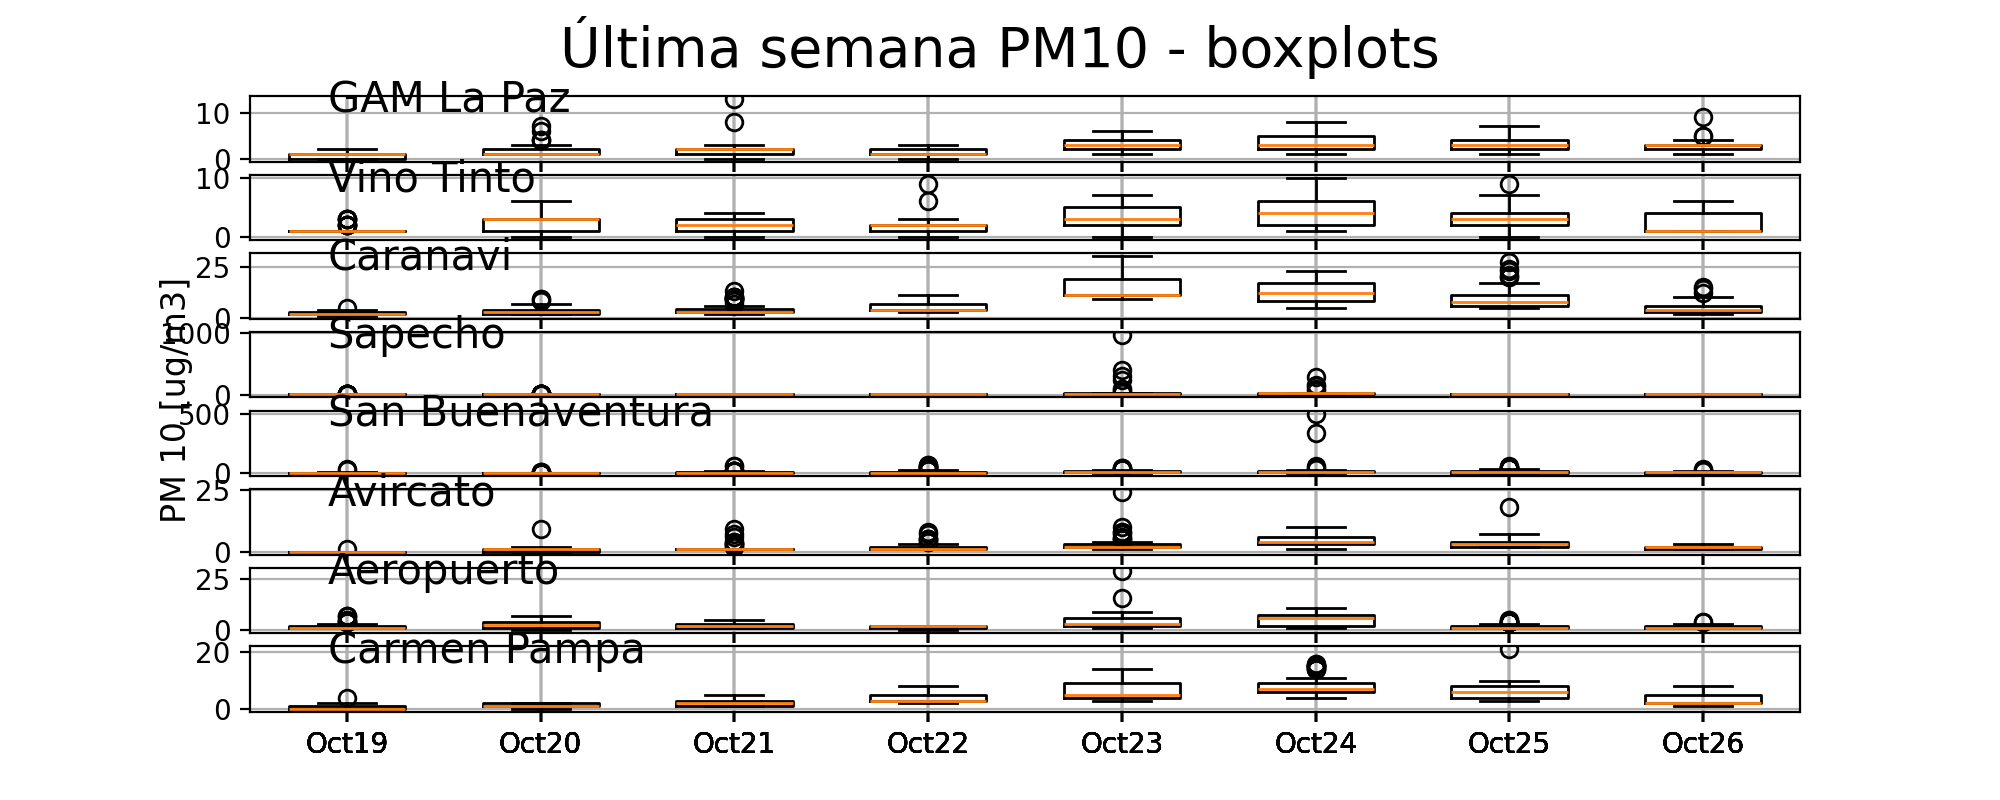 Última semana PM10 - boxplots
GAM La Paz
10
0
Vino Tinto
10
0
Caranavi
25
0
Sapecho
1000
0
San Buenaventura
500
0
Avircato
25
0
Aeropuerto
25
0
Carmen Pampa
20
0
PM 10 [ug/m3]
Oct19 Oct20 Oct21 Oct22 Oct23 Oct24 Oct25 Oct26